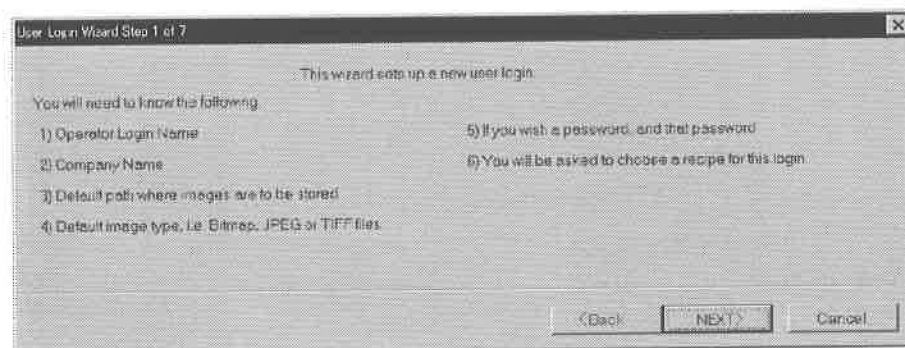 User Login Wizard Step 1 of 7
This wizard sets up a new user login.
You will need to know the following
1) Operator Login Name
2) Company Name
3) Default path where images are to be stored
4) Default image type, i.e. Bitmap, JPEG or TIFF files
5) If you wish a password, and that password
6) You will be asked to choose a recipe for this login.
<Back
NEXT>
Cancel